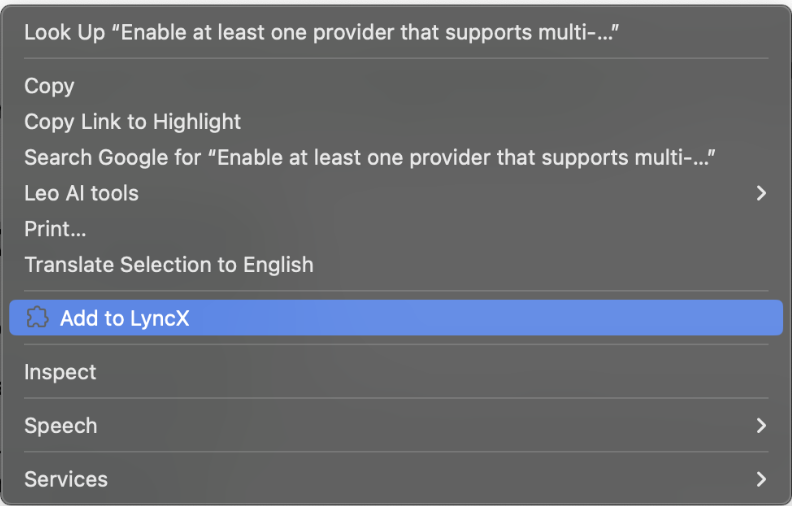 Look Up “Enable at least one provider that supports multi-...”
Copy
Copy Link to Highlight
Search Google for “Enable at least one provider that supports multi-...”
Leo AI tools
Print...
Translate Selection to English
Add to LyncX
Inspect
Speech
Services